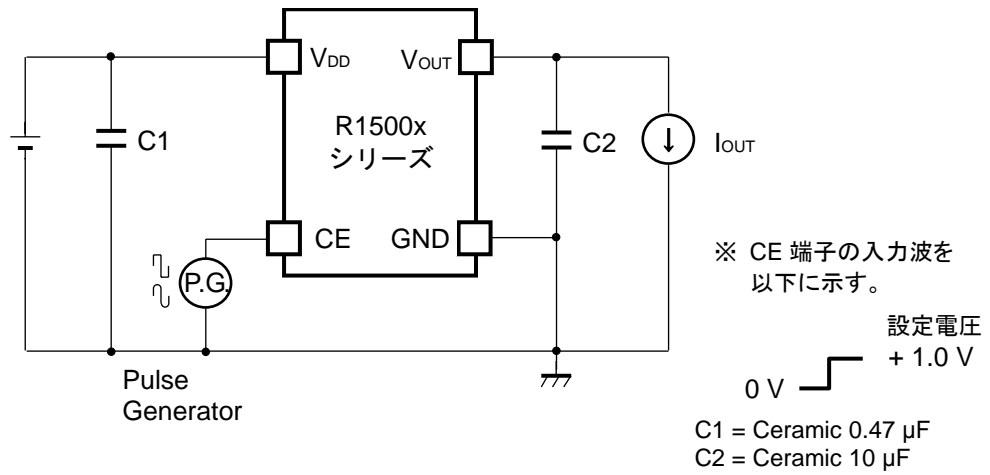 VDD
VOUT
R1500x
シリーズ
C1
C2
IOUT
CE
GND
P.G.
Pulse
Generator
※ CE 端子の入力波を
以下に示す。
設定電圧
+ 1.0 V
0 V
C1 = Ceramic 0.47 μF
C2 = Ceramic 10 μF